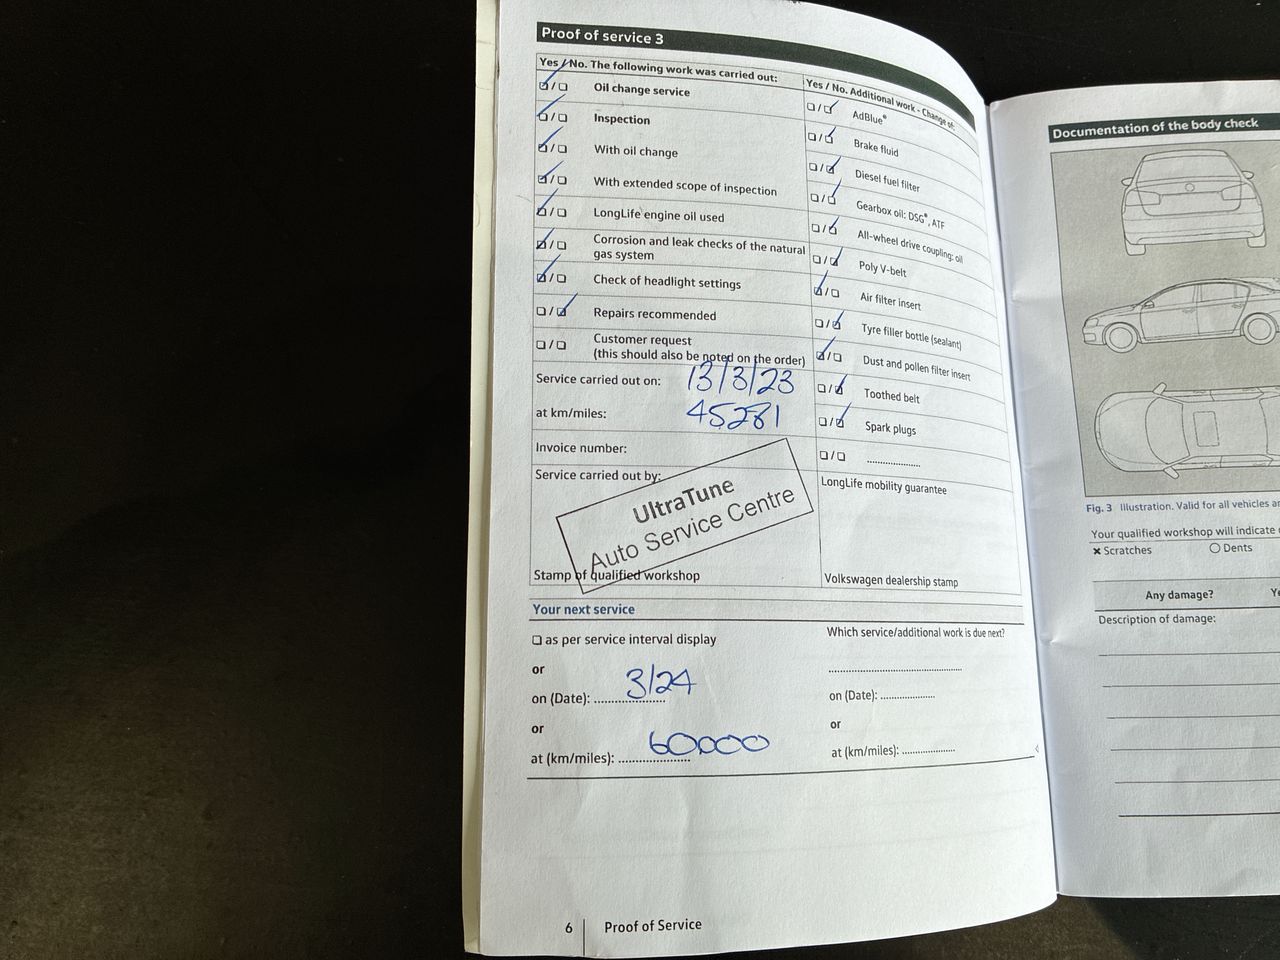 Proof of service 3
Yes / No. The following work was carried out:
Oil change service
Inspection
With oil change
With extended scope of inspection
LongLife engine oil used
Corrosion and leak checks of the natural
gas system
Check of headlight settings
Repairs recommended
Customer request
(this should also be noted on the order)
Service carried out on: 13/3/23
at km/miles: 45281
Invoice number:
Service carried out by:
UltraTune
Auto Service Centre
Stamp of qualified workshop
Yes / No. Additional work - Change of:
AdBlue®
Brake fluid
Diesel fuel filter
Gearbox oil: DSG®, ATF
All-wheel drive coupling: oil
Poly V-belt
Air filter insert
Tyre filler bottle (sealant)
Dust and pollen filter insert
Toothed belt
Spark plugs
....................
LongLife mobility guarantee
Volkswagen dealership stamp
Your next service
as per service interval display
or
on (Date): 3/24
or
at (km/miles): 60000
Which service/additional work is due next?
on (Date): ....................
or
at (km/miles): ....................
6 Proof of Service
Documentation of the body check
Fig. 3 Illustration. Valid for all vehicles
Your qualified workshop will indicate
× Scratches
○ Dents
Any damage?
Description of damage: